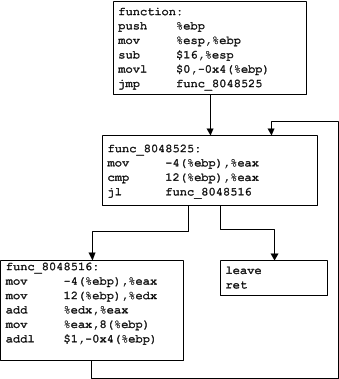 function:
push %ebp
mov %esp,%ebp
sub $16,%esp
movl $0,-0x4(%ebp)
jmp func_8048525
func_8048525:
mov -4(%ebp),%eax
cmp 12(%ebp),%eax
jl func_8048516
func_8048516:
mov -4(%ebp),%eax
mov 12(%ebp),%edx
add %edx,%eax
mov %eax,8(%ebp)
addl $1,-0x4(%ebp)
leave
ret